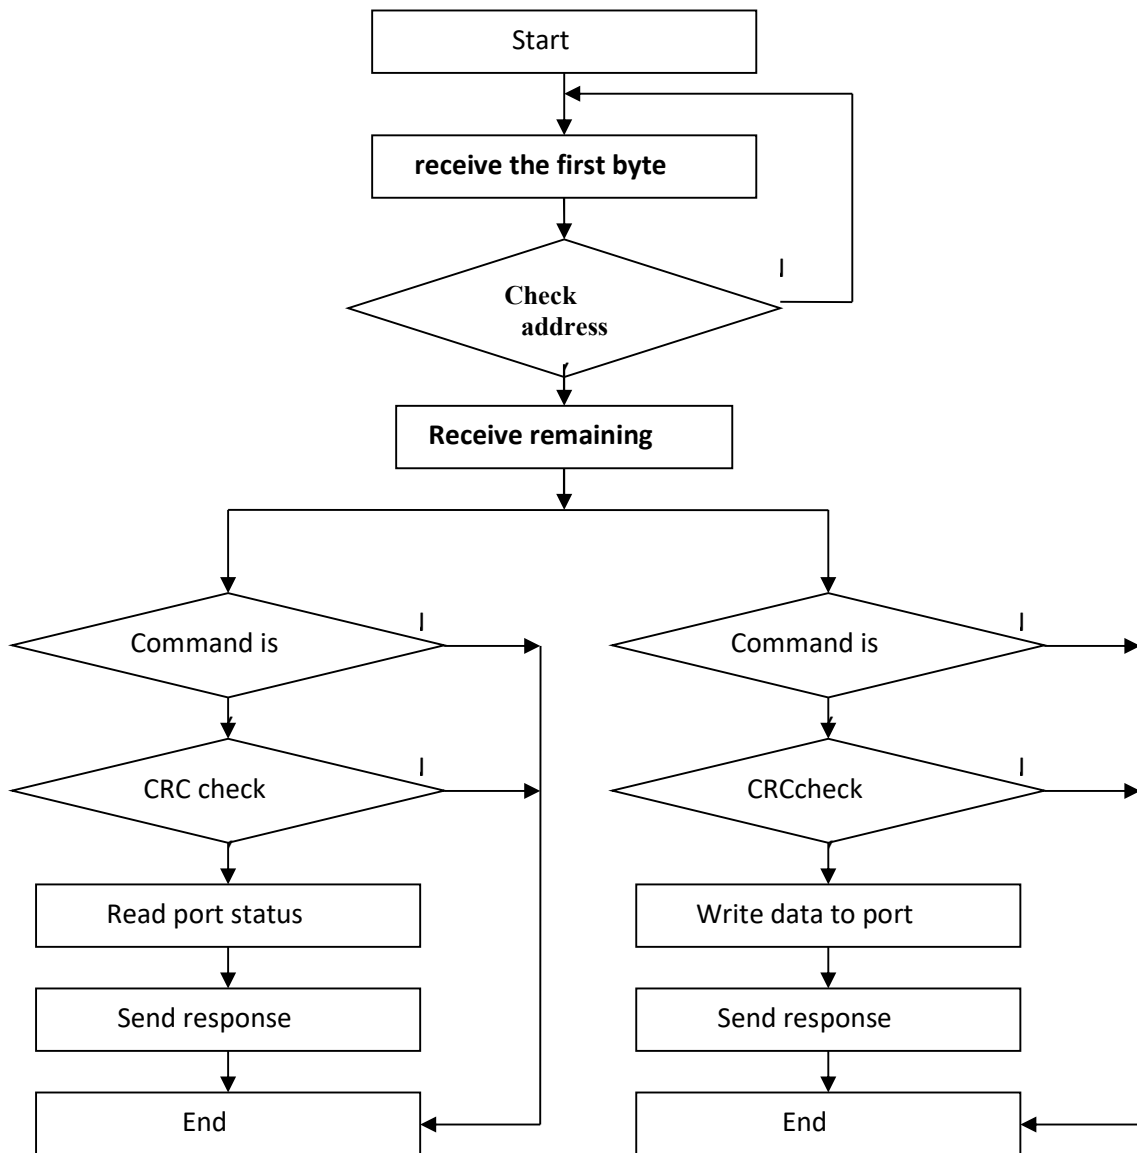 Start
receive the first byte
Check
address
Receive remaining
Command is
Command is
CRC check
CRCcheck
Read port status
Write data to port
Send response
Send response
End
End